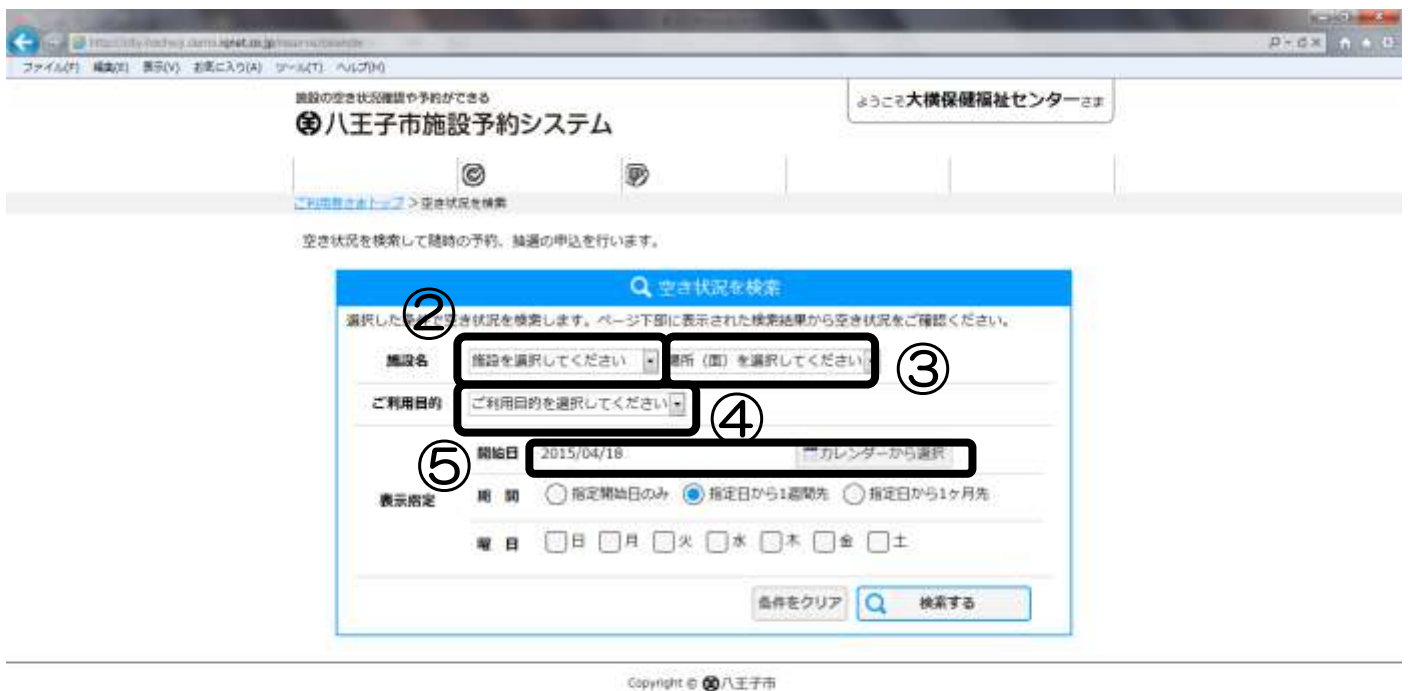 ファイル(F) 編集(E) 表示(V) お気に入り(A) ツール(T) ヘルプ(H)
施設の空き状況確認や予約ができる
八王子市施設予約システム
ようこそ大横保健福祉センターさま
ご利用者さまトップ > 空き状況を検索
空き状況を検索して随時の予約、抽選の申込を行います。
空き状況を検索
②
選択した条件で空き状況を検索します。ページ下部に表示された検索結果から空き状況をご確認ください。
施設名 施設を選択してください 場所（面）を選択してください ③
ご利用目的 ご利用目的を選択してください ④
⑤ 開始日 2015/04/18 カレンダーから選択
表示指定 期 間 指定開始日のみ 指定日から1週間先 指定日から1ヶ月先
曜 日 日 月 火 水 木 金 土
条件をクリア 検索する
Copyright © 八王子市